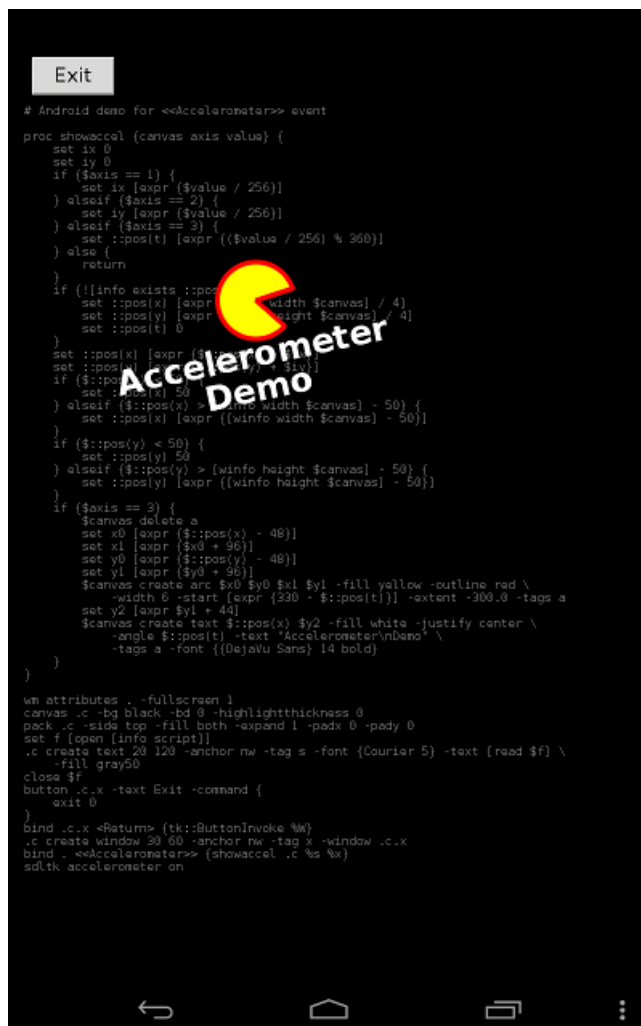 Exit
# Android demo for <<Accelerometer>> event
proc showaccel {canvas axis value} {
    set ix 0
    set iy 0
    if {$axis == 1} {
        set ix [expr {$value / 256}]
    } elseif {$axis == 2} {
        set iy [expr {$value / 256}]
    } elseif {$axis == 3} {
        set ::pos(t) [expr {($value / 256) % 360}]
    } else {
        return
    }
    if {![info exists ::pos
        set ::pos(x) [expr width $canvas] / 4]
        set ::pos(y) [expr height $canvas] / 4]
        set ::pos(t) 0
    }
Accelerometer
Demo
    set ::pos(x) [expr
    if {$::pos
        set ::pos(x) 50
    } elseif {$::pos(x) > [winfo width $canvas] - 50} {
        set ::pos(x) [expr {[winfo width $canvas] - 50}]
    }
    if {$::pos(y) < 50} {
        set ::pos(y) 50
    } elseif {$::pos(y) > [winfo height $canvas] - 50} {
        set ::pos(y) [expr {[winfo height $canvas] - 50}]
    }
    if {$axis == 3} {
        $canvas delete a
        set x0 [expr {$::pos(x) - 48}]
        set x1 [expr {$x0 + 96}]
        set y0 [expr {$::pos(y) - 48}]
        set y1 [expr {$y0 + 96}]
        $canvas create arc $x0 $y0 $x1 $y1 -fill yellow -outline red \
            -width 6 -start [expr {330 - $::pos(t)}] -extent -300.0 -tags a
        set y2 [expr $y1 + 44]
        $canvas create text $::pos(x) $y2 -fill white -justify center \
            -angle $::pos(t) -text "Accelerometer\nDemo" \
            -tags a -font {{DejaVu Sans} 14 bold}
    }
}
wm attributes . -fullscreen 1
canvas .c -bg black -bd 0 -highlightthickness 0
pack .c -side top -fill both -expand 1 -padx 0 -pady 0
set f [open [info script]]
.c create text 20 120 -anchor nw -tag s -font {Courier 5} -text [read $f] \
    -fill gray50
close $f
button .c.x -text Exit -command {
    exit 0
}
bind .c.x <Return> {tk::ButtonInvoke %W}
.c create window 30 60 -anchor nw -tag x -window .c.x
bind . <<Accelerometer>> {showaccel .c %s %x}
sdltk accelerometer on